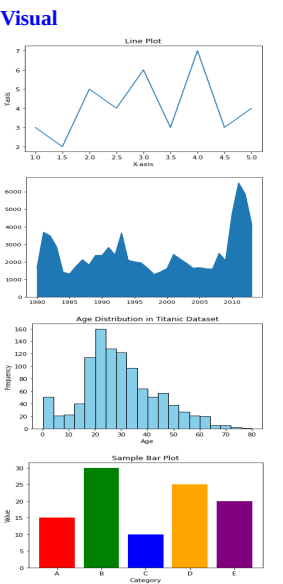 Visual
Line Plot
7
6
5
4
3
2
Y-axis
1.0 1.5 2.0 2.5 3.0 3.5 4.0 4.5 5.0
X-axis
6000
5000
4000
3000
2000
1000
0
1980 1985 1990 1995 2000 2005 2010
Age Distribution in Titanic Dataset
160
140
120
100
80
60
40
20
0
Frequency
0 10 20 30 40 50 60 70 80
Age
Sample Bar Plot
30
25
20
15
10
5
0
Value
A B C D E
Category